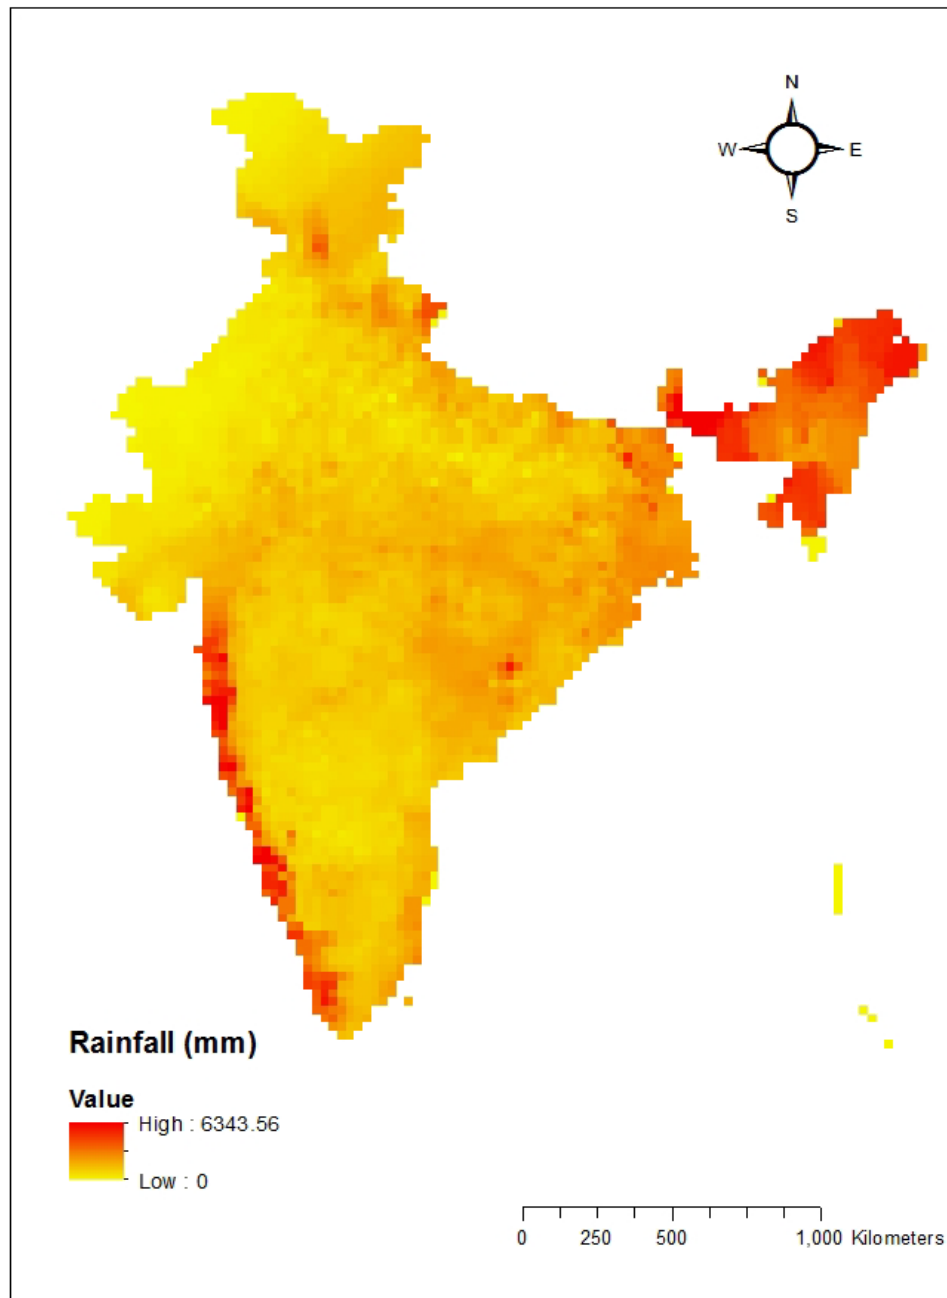 N
W E
S
Rainfall (mm)
Value
High : 6343.56
Low : 0
0 250 500 1,000 Kilometers